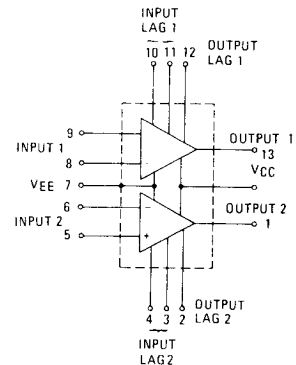 INPUT
LAG 1
10 11 12 OUTPUT
LAG 1
9
INPUT 1
8 −
OUTPUT 1
13
VEE 7
VCC
6 −
INPUT 2
5 +
OUTPUT 2
1
4 3 2 OUTPUT
LAG 2
INPUT
LAG2